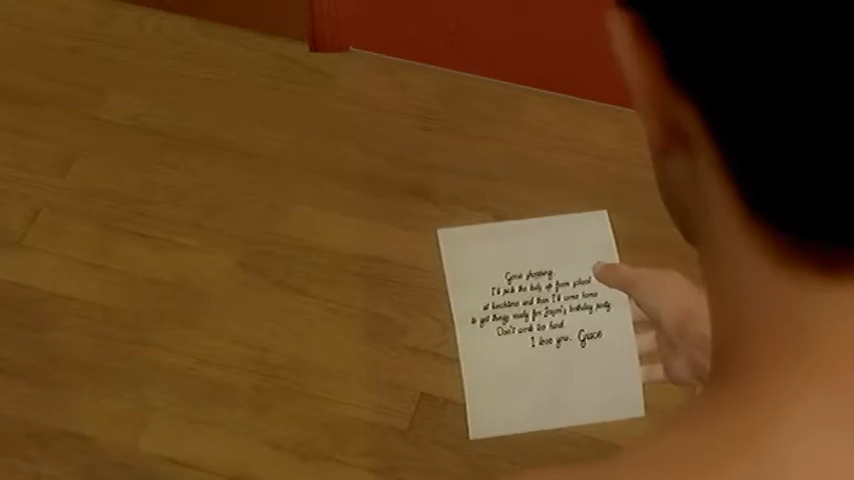 Gone shopping.
I'll pick the kids up from school
at lunchtime and then I'll come home
to get things ready for Jason's birthday party.
Don't work too hard.
I love you. Grace